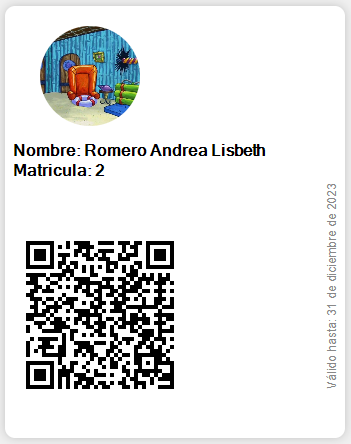 Nombre: Romero Andrea Lisbeth
Matricula: 2
Válido hasta: 31 de diciembre de 2023